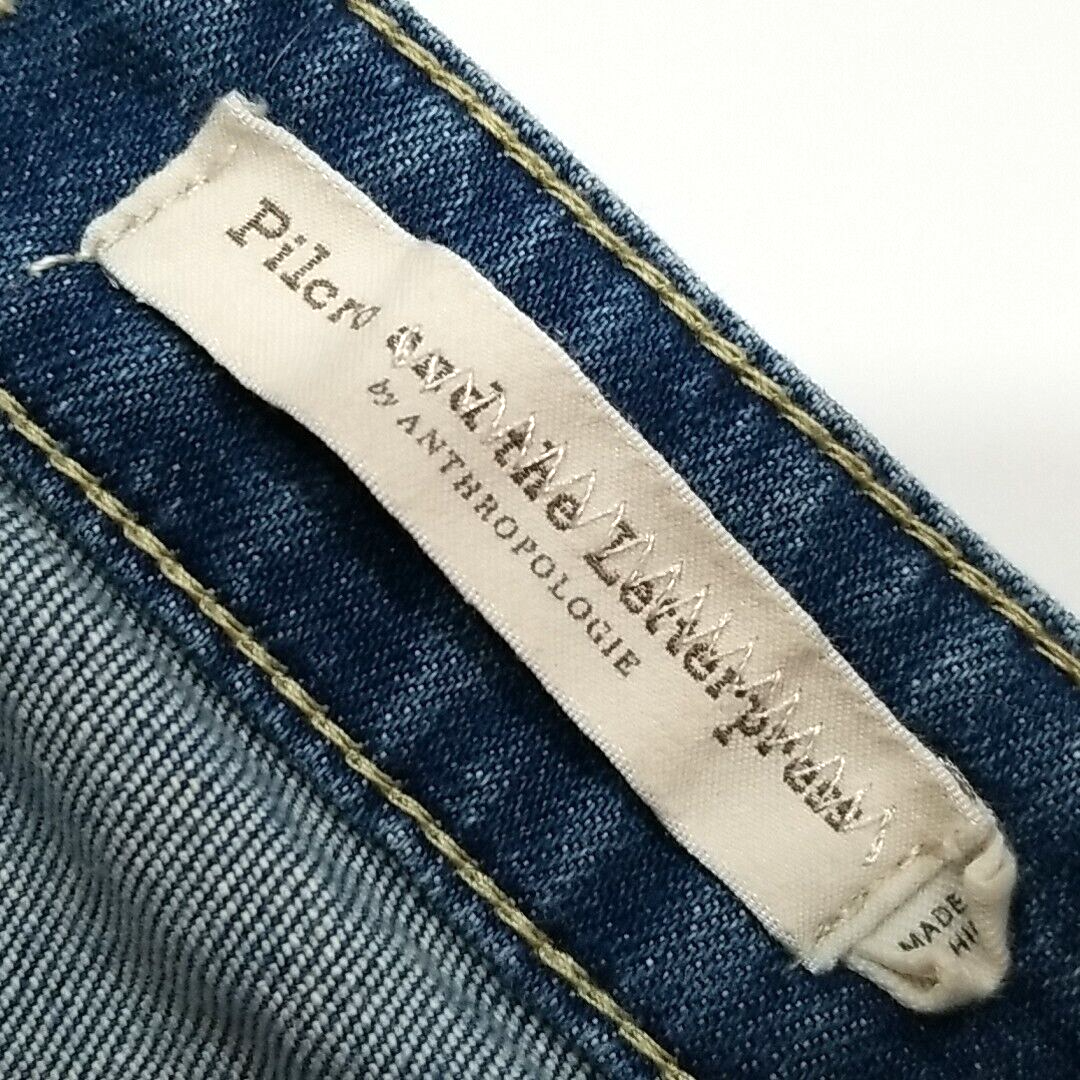 Pilcro and the Letterpress
by ANTHROPOLOGIE
MADE